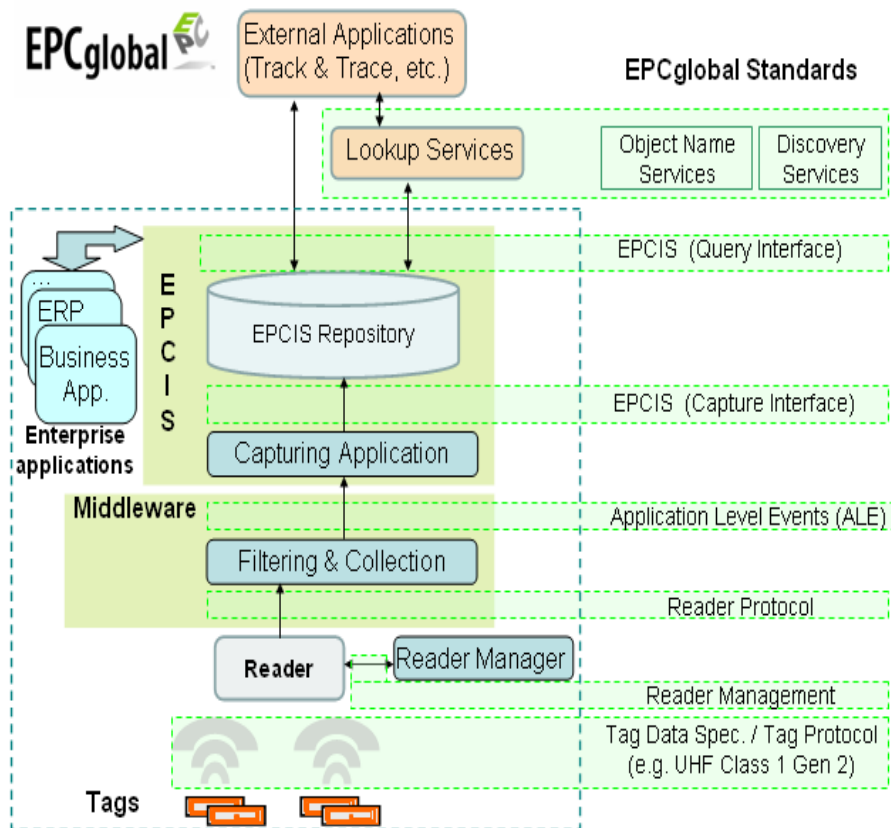 EPCglobal EPC
External Applications
(Track & Trace, etc.)
EPCglobal Standards
Lookup Services
Object Name
Services
Discovery
Services
EPCIS (Query Interface)
...
ERP
Business
App.
Enterprise
applications
E
P
C
I
S
EPCIS Repository
EPCIS (Capture Interface)
Capturing Application
Middleware
Application Level Events (ALE)
Filtering & Collection
Reader Protocol
Reader
Reader Manager
Reader Management
Tag Data Spec. / Tag Protocol
(e.g. UHF Class 1 Gen 2)
Tags